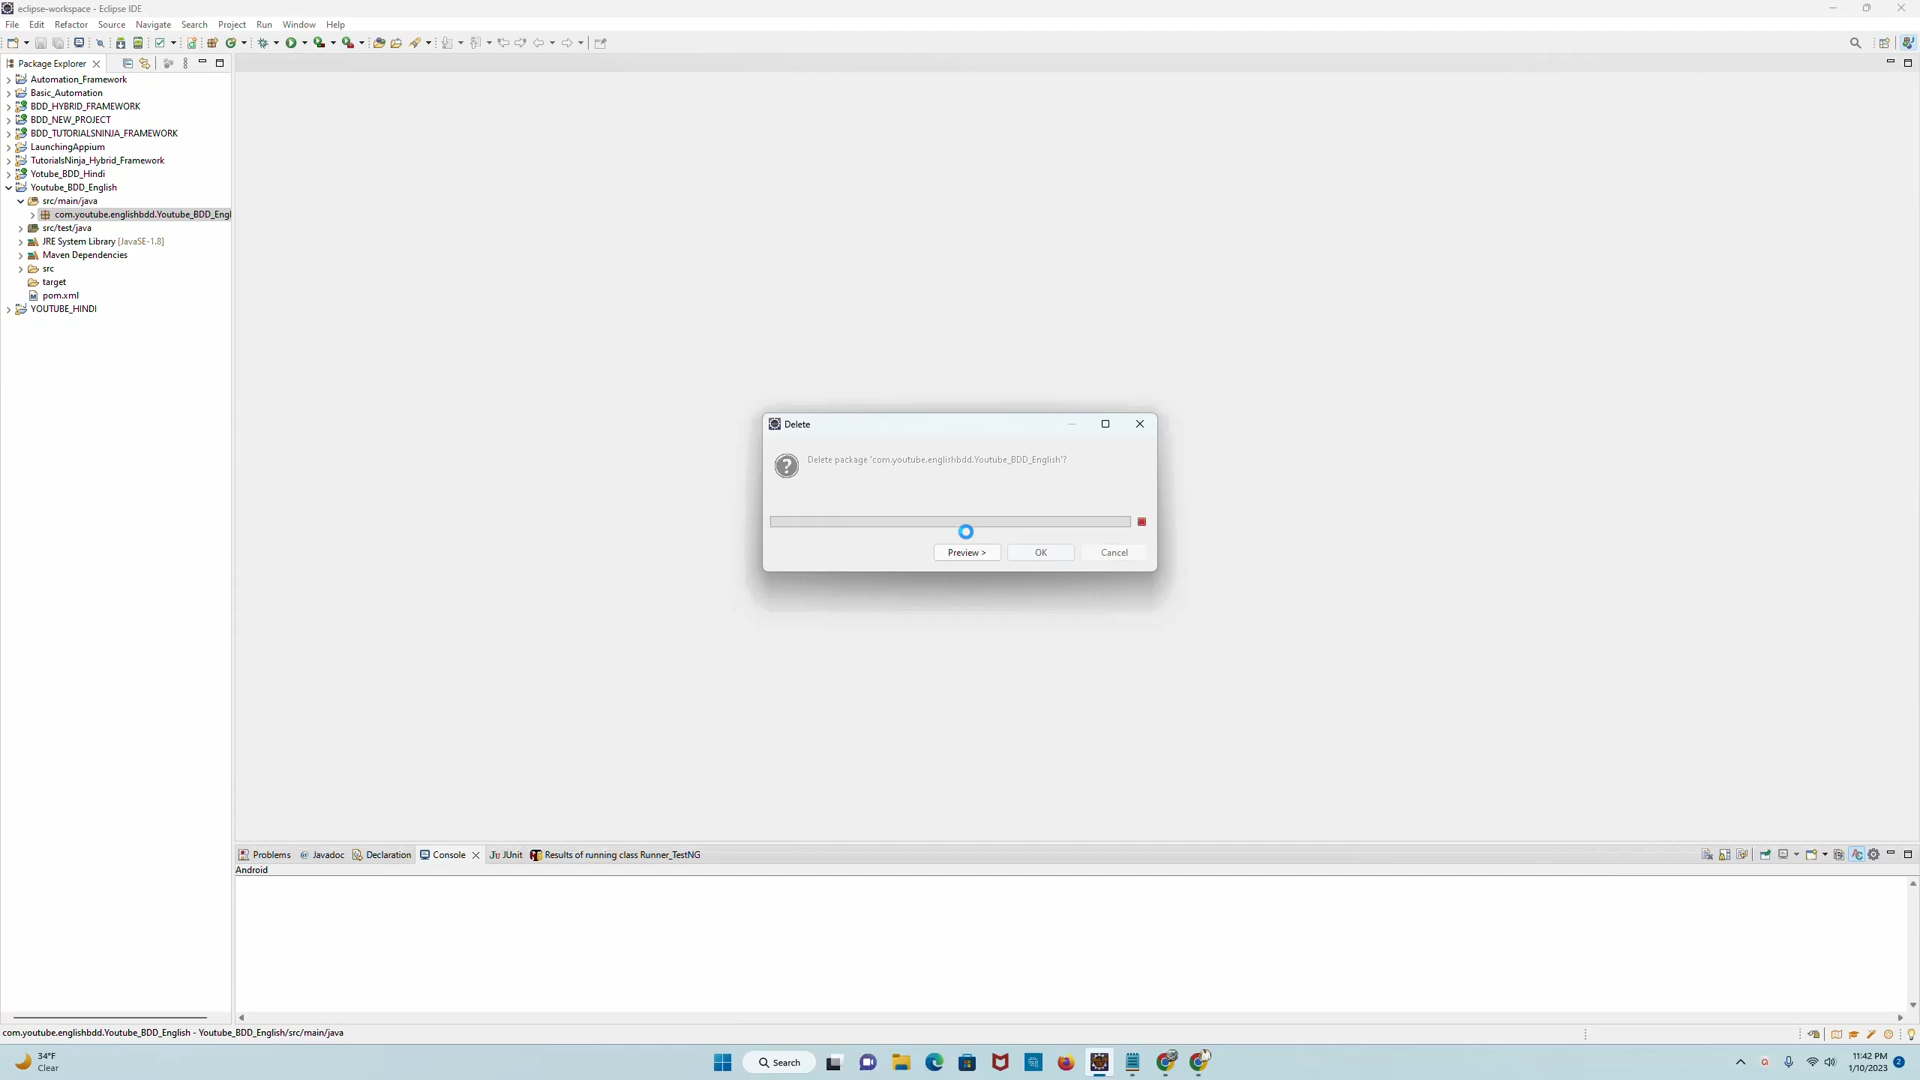 eclipse-workspace - Eclipse IDE
File Edit Refactor Source Navigate Search Project Run Window Help
Package Explorer
Automation_Framework
Basic_Automation
BDD_HYBRID_FRAMEWORK
BDD_NEW_PROJECT
BDD_TUTORIALSNINJA_FRAMEWORK
LaunchingAppium
TutorialsNinja_Hybrid_Framework
Yotube_BDD_Hindi
Youtube_BDD_English
src/main/java
com.youtube.englishbdd.Youtube_BDD_Engl
src/test/java
JRE System Library [JavaSE-1.8]
Maven Dependencies
src
target
pom.xml
YOUTUBE_HINDI
Delete
Delete package 'com.youtube.englishbdd.Youtube_BDD_English'?
Preview > OK Cancel
Problems Javadoc Declaration Console JUnit Results of running class Runner_TestNG
Android
com.youtube.englishbdd.Youtube_BDD_English - Youtube_BDD_English/src/main/java
34°F
Clear
Search
11:42 PM
1/10/2023
2